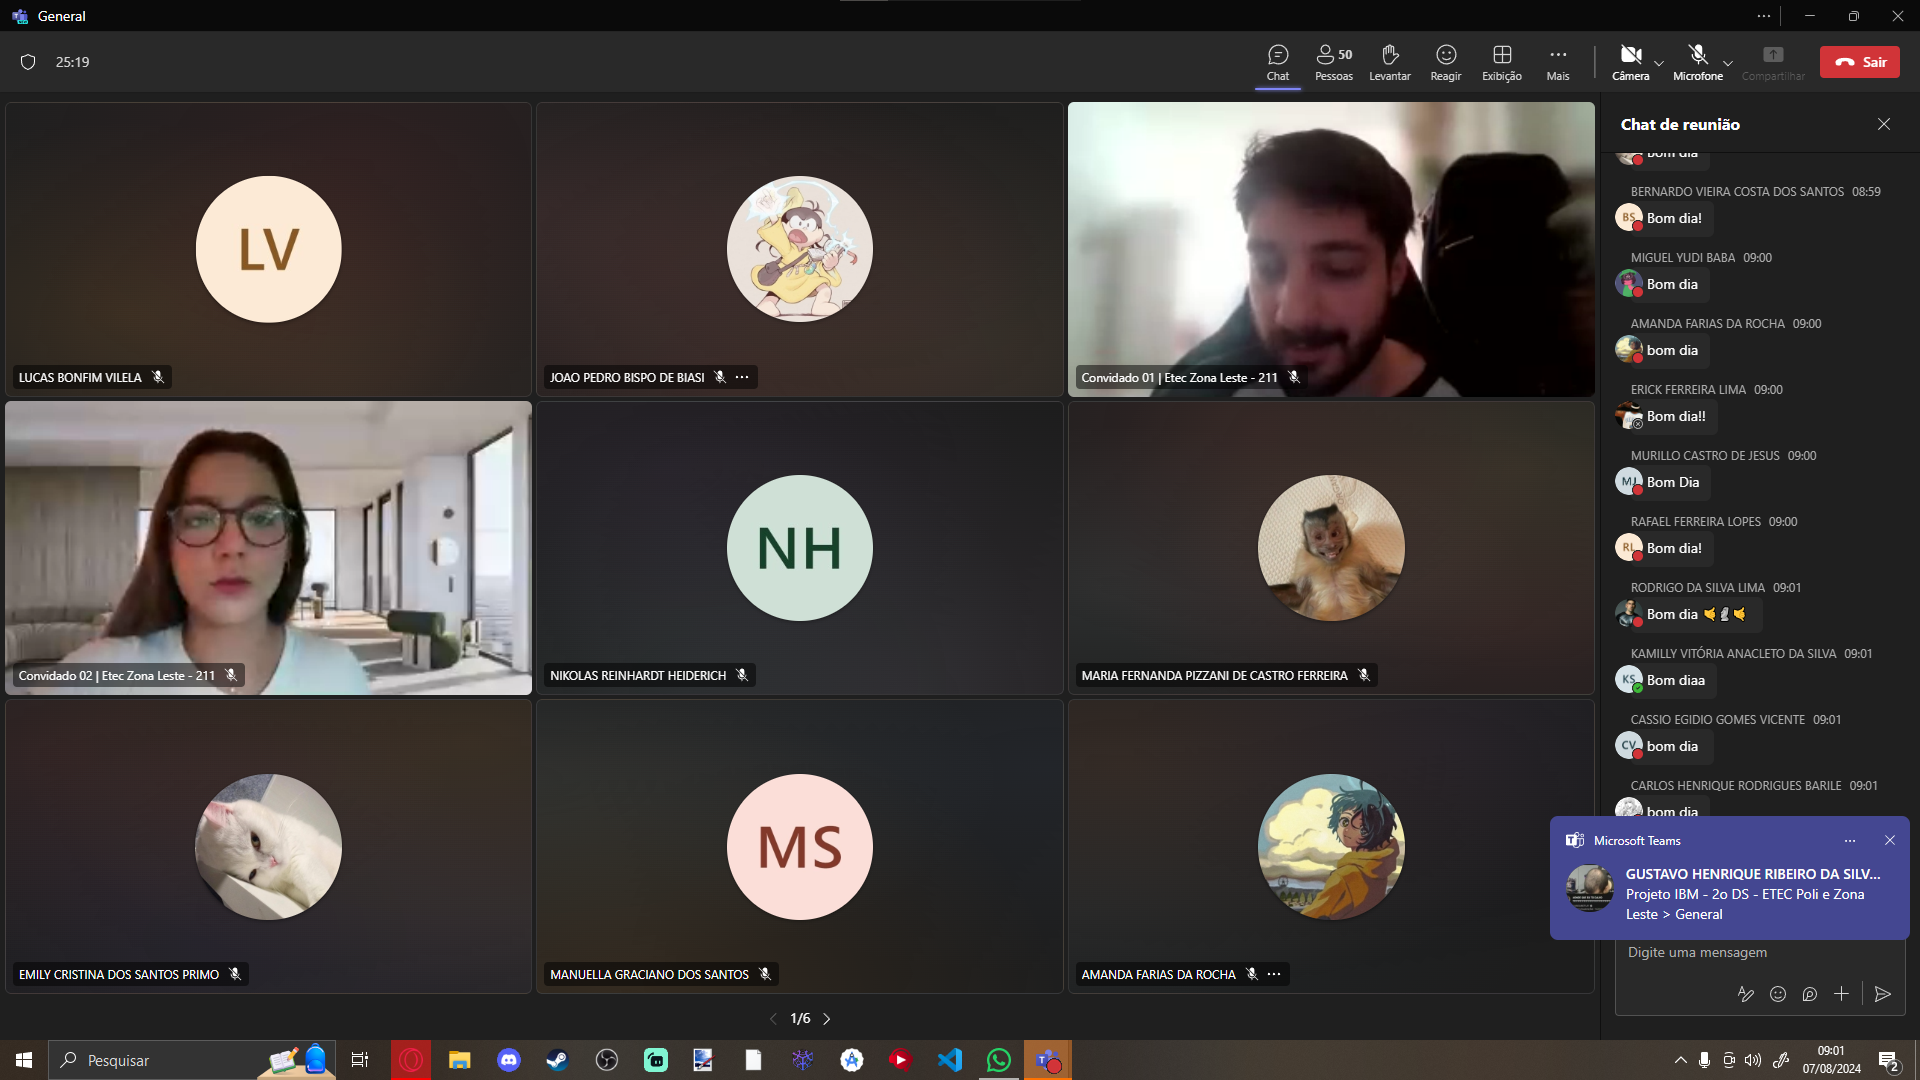 General
25:19
Chat
50
Pessoas
Levantar
Reagir
Exibição
Mais
Câmera
Microfone
Compartilhar
Sair
LV
LUCAS BONFIM VILELA
JOAO PEDRO BISPO DE BIASI
Convidado 01 | Etec Zona Leste - 211
Convidado 02 | Etec Zona Leste - 211
NH
NIKOLAS REINHARDT HEIDERICH
MARIA FERNANDA PIZZANI DE CASTRO FERREIRA
EMILY CRISTINA DOS SANTOS PRIMO
MS
MANUELLA GRACIANO DOS SANTOS
AMANDA FARIAS DA ROCHA
1/6
Chat de reunião
Bom dia
BERNARDO VIEIRA COSTA DOS SANTOS 08:59
BS
Bom dia!
MIGUEL YUDI BABA 09:00
Bom dia
AMANDA FARIAS DA ROCHA 09:00
bom dia
ERICK FERREIRA LIMA 09:00
Bom dia!!
MURILLO CASTRO DE JESUS 09:00
MJ
Bom Dia
RAFAEL FERREIRA LOPES 09:00
RL
Bom dia!
RODRIGO DA SILVA LIMA 09:01
Bom dia 🤙🗿🤙
KAMILLY VITÓRIA ANACLETO DA SILVA 09:01
KS
Bom diaa
CASSIO EGIDIO GOMES VICENTE 09:01
CV
bom dia
CARLOS HENRIQUE RODRIGUES BARILE 09:01
bom dia
Microsoft Teams
GUSTAVO HENRIQUE RIBEIRO DA SILV...
Projeto IBM - 2o DS - ETEC Poli e Zona
Leste > General
Digite uma mensagem
Pesquisar
09:01
07/08/2024
2